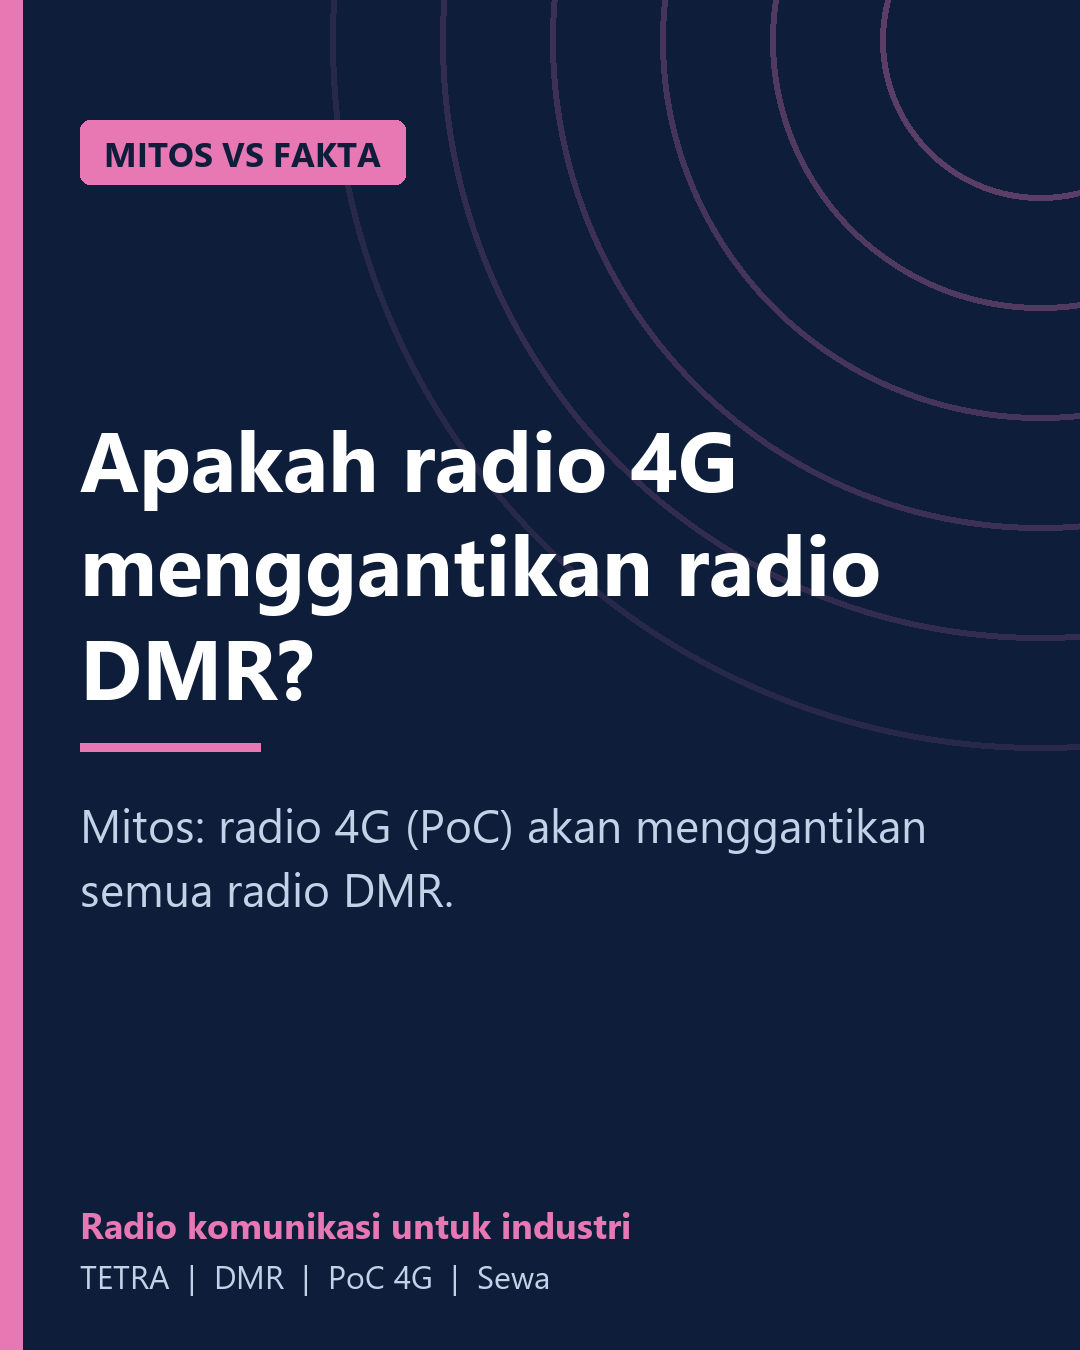 MITOS VS FAKTA
Apakah radio 4G
menggantikan radio
DMR?
Mitos: radio 4G (PoC) akan menggantikan
semua radio DMR.
Radio komunikasi untuk industri
TETRA | DMR | PoC 4G | Sewa